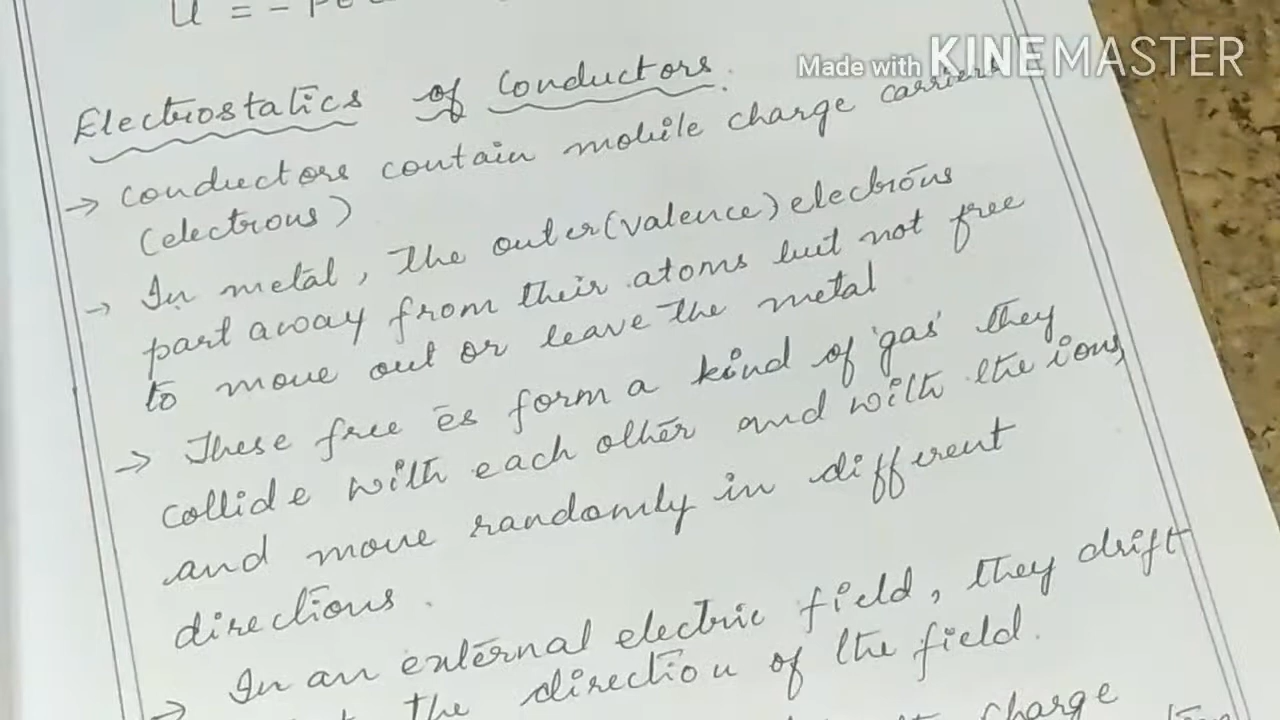 U = -
Made with KINEMASTER
Electrostatics of Conductors.
→ conductors contain mobile charge carriers
(electrons)
→ In metal, the outer (valence) electrons
part away from their atoms but not free
to move out or leave the metal
→ These free es form a kind of 'gas' they
collide with each other and with the ions,
and move randomly in different
directions.
→ In an external electric field, they drift
the direction of the field.
charge